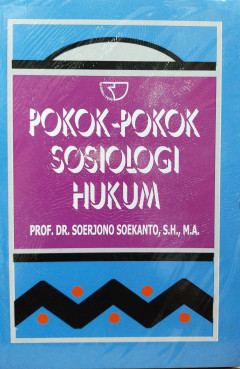 POKOK-POKOK
SOSIOLOGI
HUKUM
PROF. DR. SOERJONO SOEKANTO, S.H., M.A.